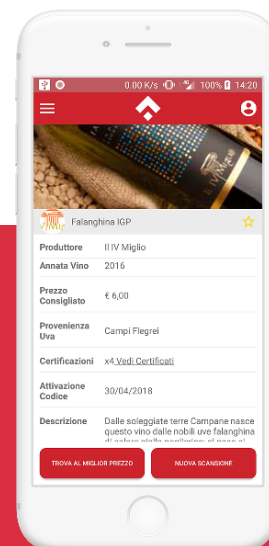 0.00 K/s 100% 14:20
IV Miglio
Falanghina IGP
Produttore Il IV Miglio
Annata Vino 2016
Prezzo Consigliato € 6,00
Provenienza Uva Campi Flegrei
Certificazioni x4 Vedi Certificati
Attivazione Codice 30/04/2018
Descrizione Dalle soleggiate terre Campane nasce
questo vino dalle nobili uve falanghina
TROVA AL MIGLIOR PREZZO NUOVA SCANSIONE